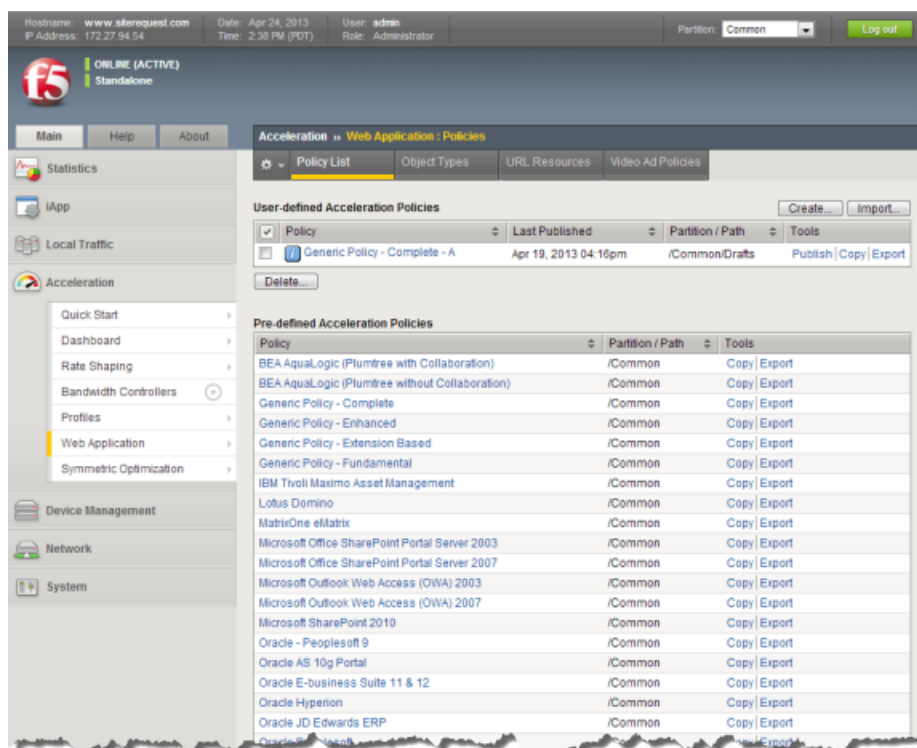 Hostname: www.siterequest.com Date: Apr 24, 2013 User: admin
IP Address: 172.27.94.54 Time: 2:38 PM (PDT) Role: Administrator
Partition: Common Log out
f5
ONLINE (ACTIVE)
Standalone
Main Help About
Statistics
iApp
Local Traffic
Acceleration
Quick Start
Dashboard
Rate Shaping
Bandwidth Controllers
Profiles
Web Application
Symmetric Optimization
Device Management
Network
System
Acceleration ›› Web Application : Policies
Policy List Object Types URL Resources Video Ad Policies
User-defined Acceleration Policies Create... Import...
Policy Last Published Partition / Path Tools
Generic Policy - Complete - A Apr 19, 2013 04:16pm /Common/Drafts Publish | Copy | Export
Delete...
Pre-defined Acceleration Policies
Policy Partition / Path Tools
BEA AquaLogic (Plumtree with Collaboration) /Common Copy | Export
BEA AquaLogic (Plumtree without Collaboration) /Common Copy | Export
Generic Policy - Complete /Common Copy | Export
Generic Policy - Enhanced /Common Copy | Export
Generic Policy - Extension Based /Common Copy | Export
Generic Policy - Fundamental /Common Copy | Export
IBM Tivoli Maximo Asset Management /Common Copy | Export
Lotus Domino /Common Copy | Export
MatrixOne eMatrix /Common Copy | Export
Microsoft Office SharePoint Portal Server 2003 /Common Copy | Export
Microsoft Office SharePoint Portal Server 2007 /Common Copy | Export
Microsoft Outlook Web Access (OWA) 2003 /Common Copy | Export
Microsoft Outlook Web Access (OWA) 2007 /Common Copy | Export
Microsoft SharePoint 2010 /Common Copy | Export
Oracle - Peoplesoft 9 /Common Copy | Export
Oracle AS 10g Portal /Common Copy | Export
Oracle E-business Suite 11 & 12 /Common Copy | Export
Oracle Hyperion /Common Copy | Export
Oracle JD Edwards ERP /Common Copy | Export